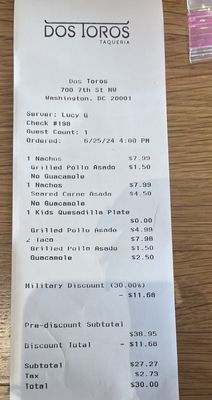 DOS TOROS
TAQUERIA
Dos Toros
700 7th St NW
Washington, DC 20001
Server: Lucy G
Check #198
Guest Count: 1
Ordered: 6/25/24 4:00 PM
1 Nachos $7.99
Grilled Pollo Asado $1.50
No Guacamole
1 Nachos $7.99
Seared Carne Asado $4.50
No Guacamole
1 Kids Quesadilla Plate
$0.00
Grilled Pollo Asado $4.99
2 Taco $7.98
Grilled Pollo Asado $1.50
Guacamole $2.50
Military Discount (30.00%)
- $11.68
Pre-discount Subtotal
$38.95
Discount Total - $11.68
Subtotal $27.27
Tax $2.73
Total $30.00